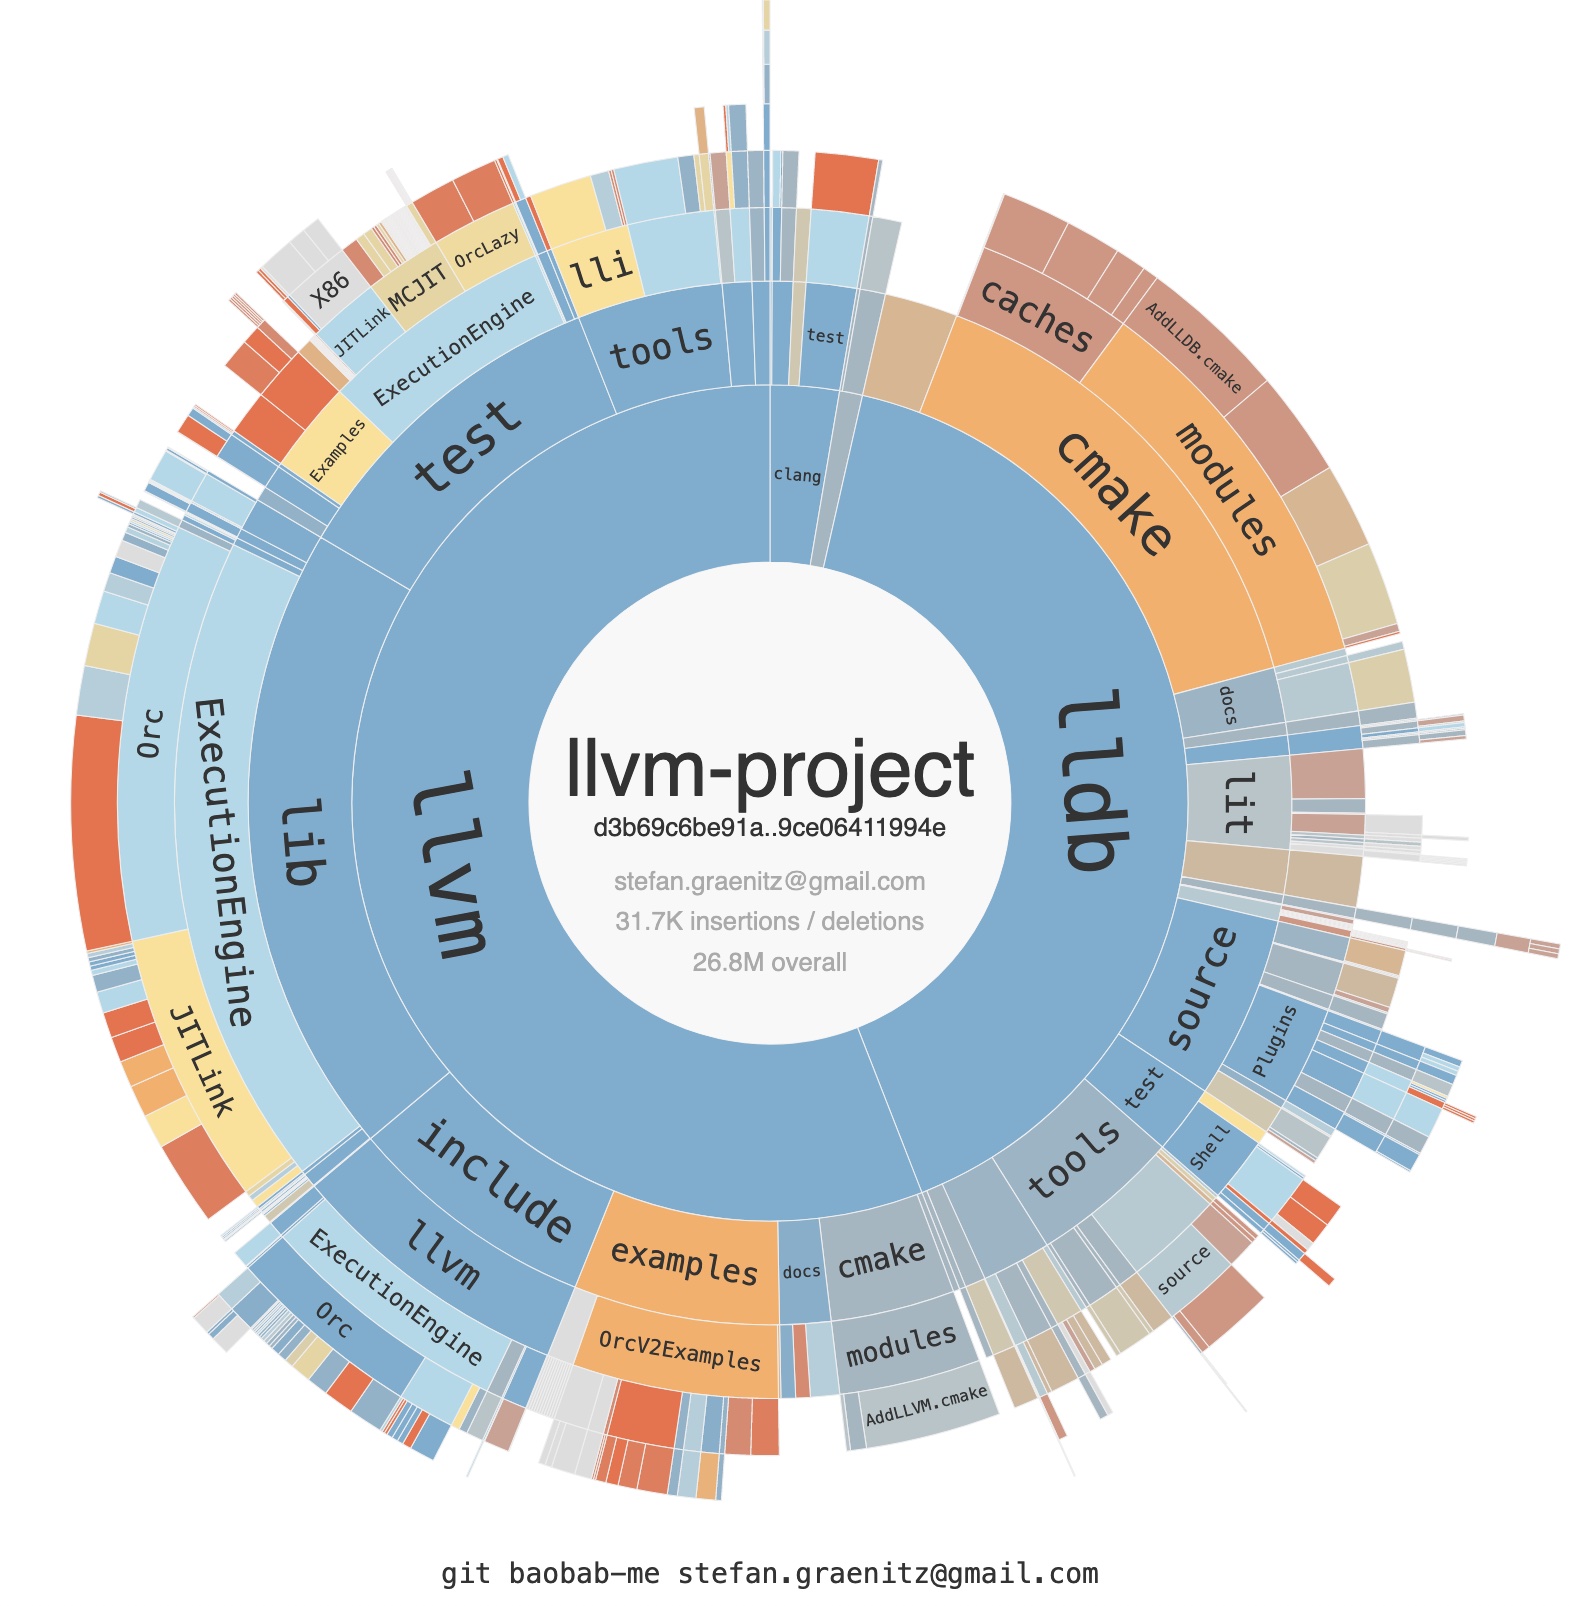 llvm-project
d3b69c6be91a..9ce06411994e
stefan.graenitz@gmail.com
31.7K insertions / deletions
26.8M overall
clang
test
lldb
cmake
caches
modules
AddLLDB.cmake
docs
lit
source
Plugins
test
Shell
tools
source
llvm
cmake
modules
AddLLVM.cmake
docs
examples
OrcV2Examples
include
llvm
ExecutionEngine
Orc
lib
ExecutionEngine
JITLink
Orc
test
Examples
ExecutionEngine
JITLink
X86
MCJIT
OrcLazy
tools
lli
git baobab-me stefan.graenitz@gmail.com